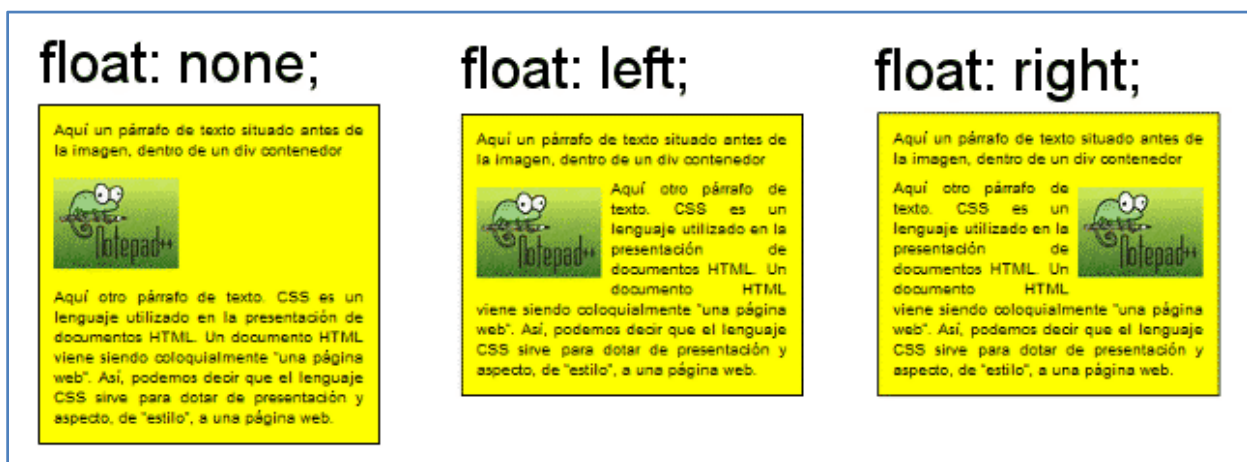 float: none;
Aquí un párrafo de texto situado antes de
la imagen, dentro de un div contenedor
Notepad++
Aquí otro párrafo de texto. CSS es un
lenguaje utilizado en la presentación de
documentos HTML. Un documento HTML
viene siendo coloquialmente "una página
web". Así, podemos decir que el lenguaje
CSS sirve para dotar de presentación y
aspecto, de "estilo", a una página web.
float: left;
Aquí un párrafo de texto situado antes de
la imagen, dentro de un div contenedor
Notepad++
Aquí otro párrafo de
texto. CSS es un
lenguaje utilizado en la
presentación de
documentos HTML. Un
documento HTML
viene siendo coloquialmente "una página
web". Así, podemos decir que el lenguaje
CSS sirve para dotar de presentación y
aspecto, de "estilo", a una página web.
float: right;
Aquí un párrafo de texto situado antes de
la imagen, dentro de un div contenedor
Aquí otro párrafo de
texto. CSS es un
lenguaje utilizado en la
presentación de
documentos HTML. Un
documento HTML
Notepad++
viene siendo coloquialmente "una página
web". Así, podemos decir que el lenguaje
CSS sirve para dotar de presentación y
aspecto, de "estilo", a una página web.